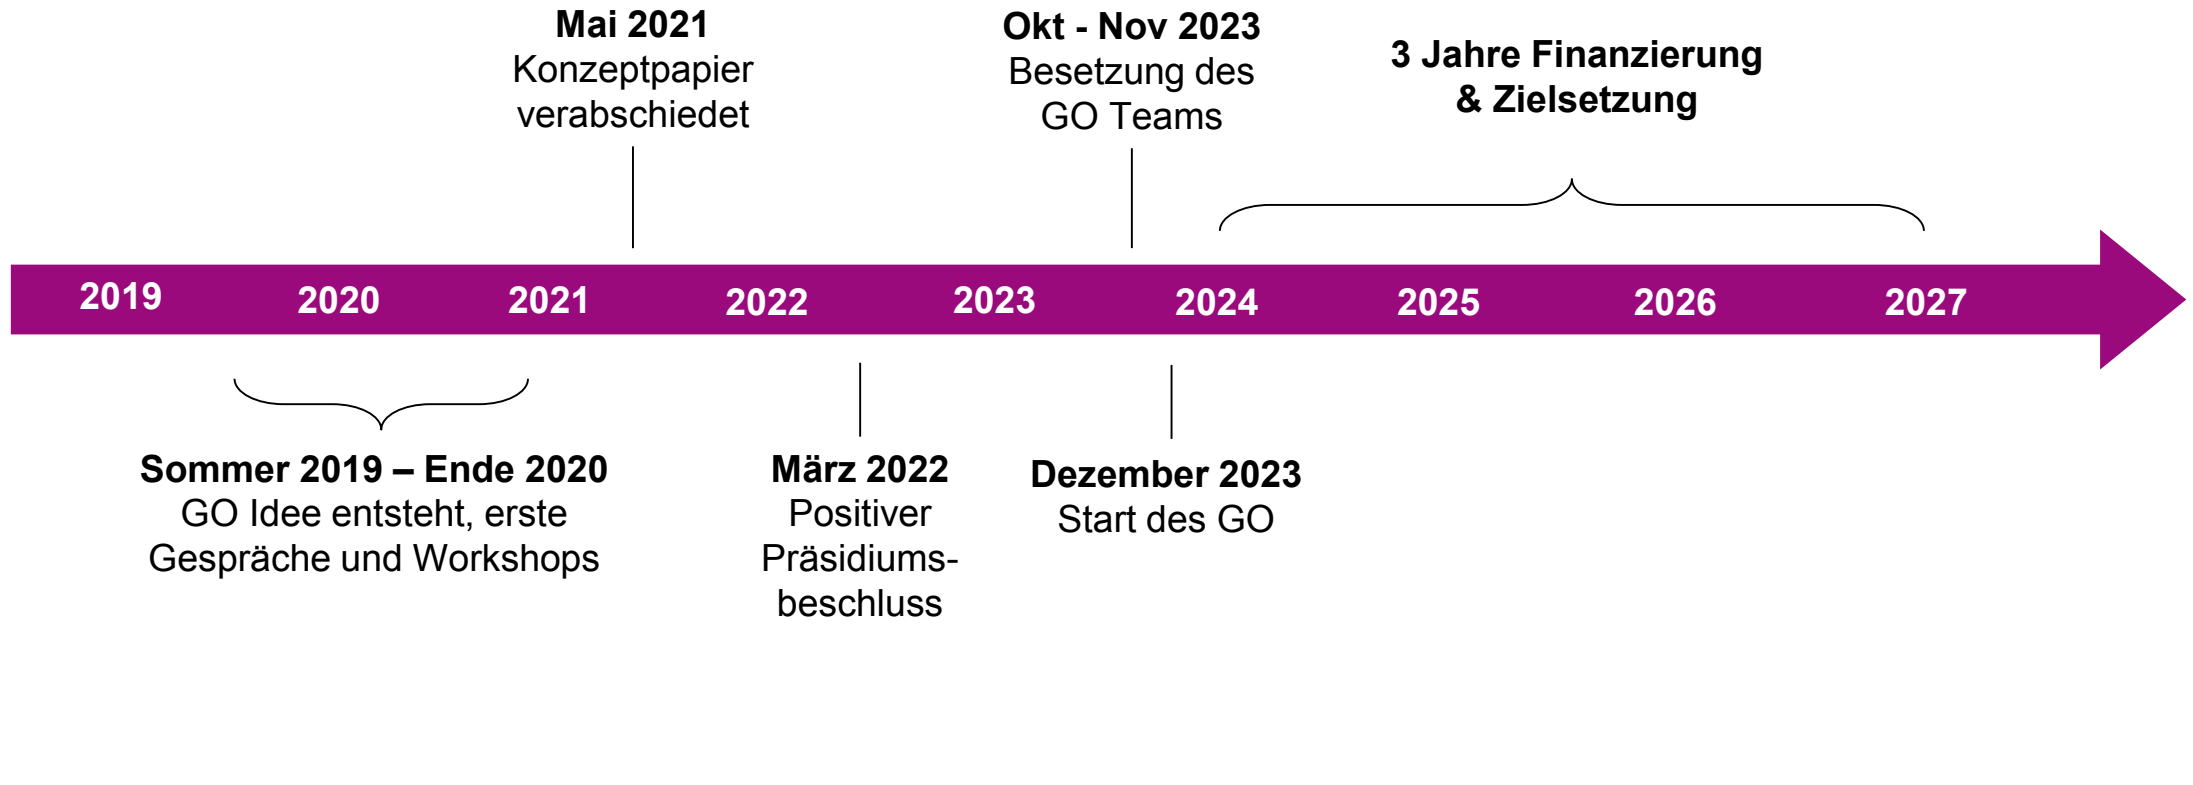 Mai 2021
Konzeptpapier
verabschiedet
Okt - Nov 2023
Besetzung des
GO Teams
3 Jahre Finanzierung
& Zielsetzung
2019
2020
2021
2022
2023
2024
2025
2026
2027
Sommer 2019 – Ende 2020
GO Idee entsteht, erste
Gespräche und Workshops
März 2022
Positiver
Präsidiums-
beschluss
Dezember 2023
Start des GO